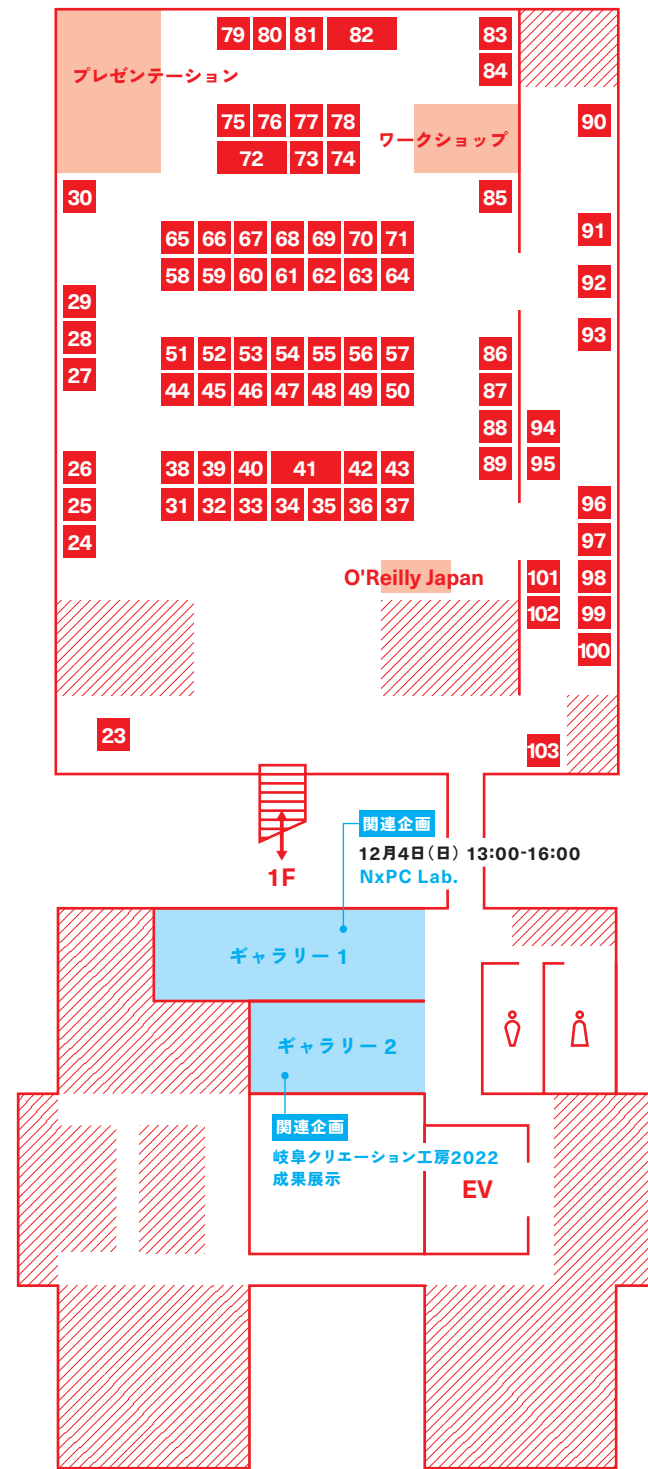 79 80 81 82 83
プレゼンテーション
84
75 76 77 78 90
ワークショップ
72 73 74
30 85
65 66 67 68 69 70 71 91
58 59 60 61 62 63 64 92
29
28 93
51 52 53 54 55 56 57 86
27
44 45 46 47 48 49 50 87
88 94
26 38 39 40 41 42 43 89 95
25 31 32 33 34 35 36 37 96
24 97
O'Reilly Japan 101 98
102 99
100
23
103
関連企画
12月4日(日) 13:00-16:00
1F
NxPC Lab.
ギャラリー 1
ギャラリー 2
関連企画
岐阜クリエーション工房2022
成果展示
EV